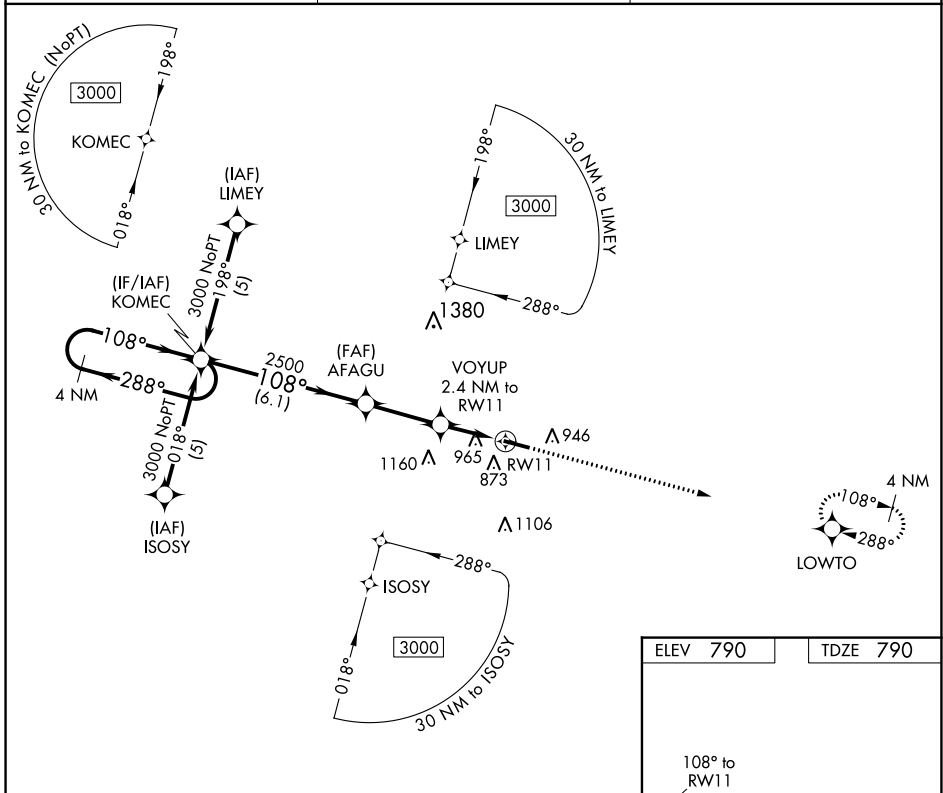 30 NM to KOMEC (NoPT)
3000
198°
KOMEC
018°
(IAF)
LIMEY
3000 NoPT
198°
(5)
(IF/IAF)
KOMEC
108°
288°
4 NM
3000 NoPT
018°
(5)
(IAF)
ISOSY
2500
108°
(6.1)
(FAF)
AFAGU
VOYUP
2.4 NM to
RW11
198°
30 NM to LIMEY
3000
LIMEY
288°
1380
946
965
RW11
1160
873
1106
288°
ISOSY
3000
018°
30 NM to ISOSY
4 NM
108°
288°
LOWTO
ELEV 790
TDZE 790
108° to
RW11